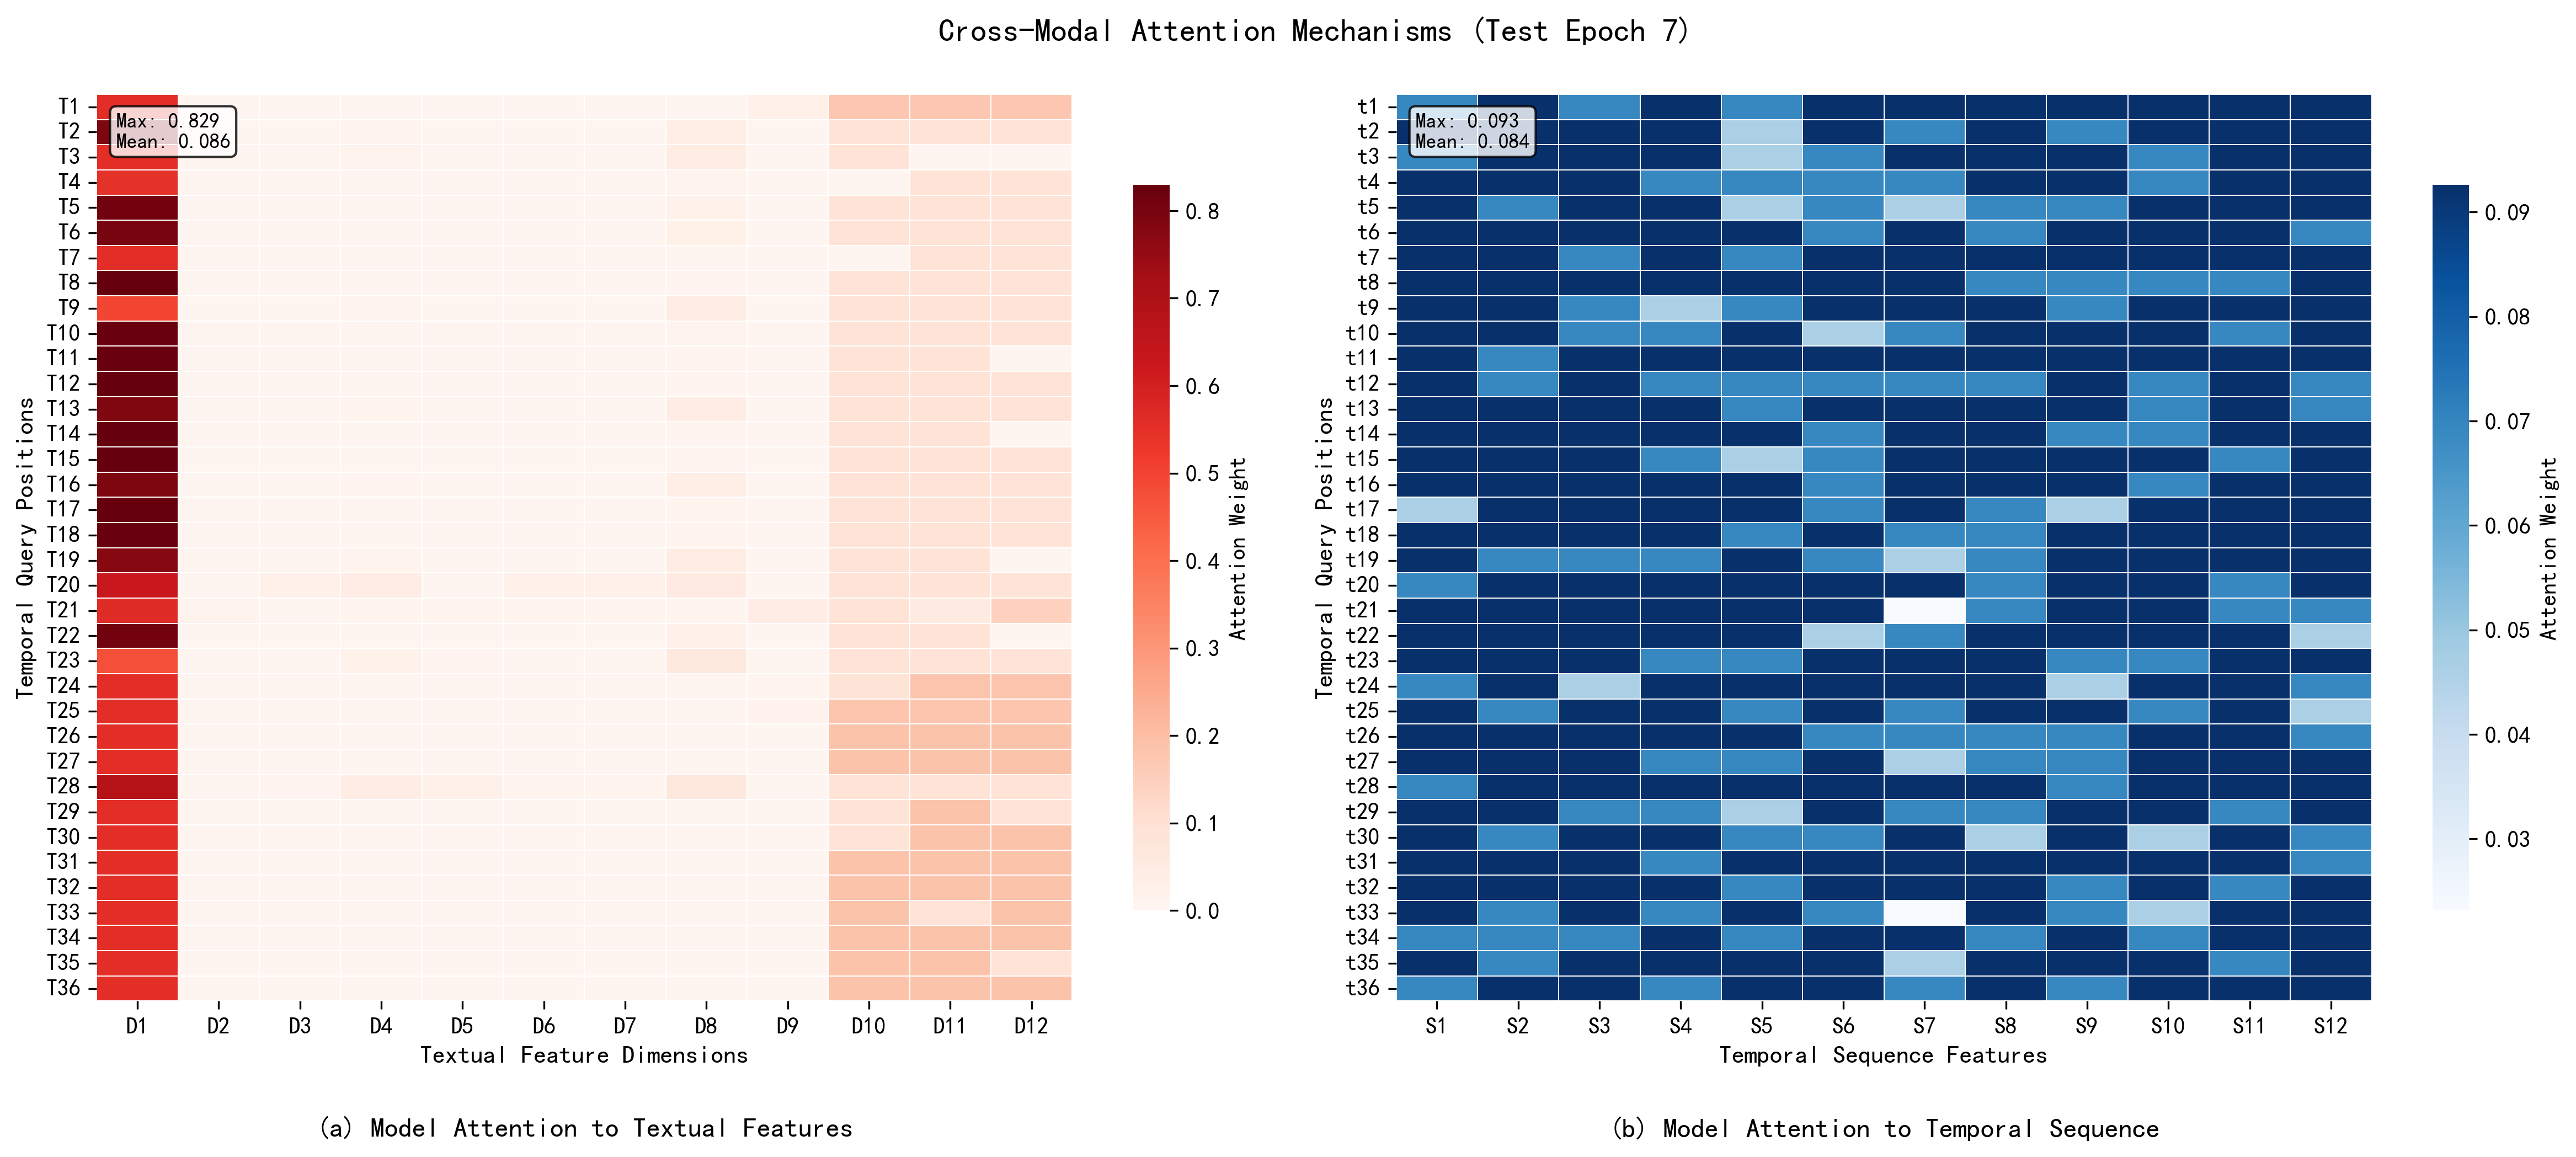 Cross-Modal Attention Mechanisms (Test Epoch 7)
Max: 0.829
Mean: 0.086
Temporal Query Positions
T1
T2
T3
T4
T5
T6
T7
T8
T9
T10
T11
T12
T13
T14
T15
T16
T17
T18
T19
T20
T21
T22
T23
T24
T25
T26
T27
T28
T29
T30
T31
T32
T33
T34
T35
T36
D1 D2 D3 D4 D5 D6 D7 D8 D9 D10 D11 D12
Textual Feature Dimensions
0.8
0.7
0.6
0.5
0.4
0.3
0.2
0.1
0.0
Attention Weight
(a) Model Attention to Textual Features
Max: 0.093
Mean: 0.084
Temporal Query Positions
t1
t2
t3
t4
t5
t6
t7
t8
t9
t10
t11
t12
t13
t14
t15
t16
t17
t18
t19
t20
t21
t22
t23
t24
t25
t26
t27
t28
t29
t30
t31
t32
t33
t34
t35
t36
S1 S2 S3 S4 S5 S6 S7 S8 S9 S10 S11 S12
Temporal Sequence Features
0.09
0.08
0.07
0.06
0.05
0.04
0.03
Attention Weight
(b) Model Attention to Temporal Sequence